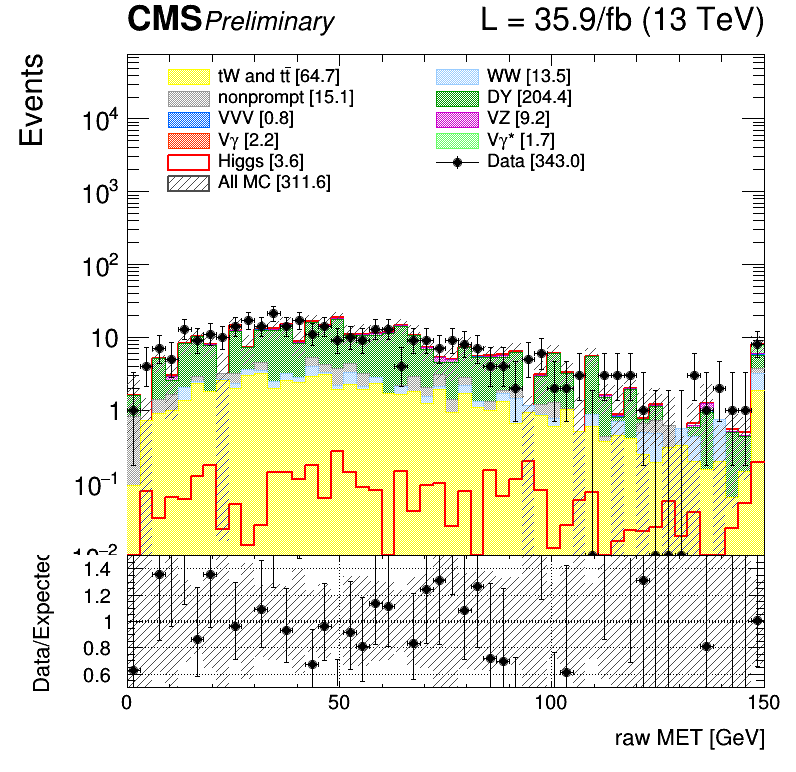 CMS Preliminary L = 35.9/fb (13 TeV)
Events
tW and tt̄ [64.7] WW [13.5]
nonprompt [15.1] DY [204.4]
VVV [0.8] VZ [9.2]
Vγ [2.2] Vγ* [1.7]
Higgs [3.6] Data [343.0]
All MC [311.6]
10⁴
10³
10²
10
1
10⁻¹
10⁻²
Data/Expected
1.4
1.2
1
0.8
0.6
0 50 100 150
raw MET [GeV]